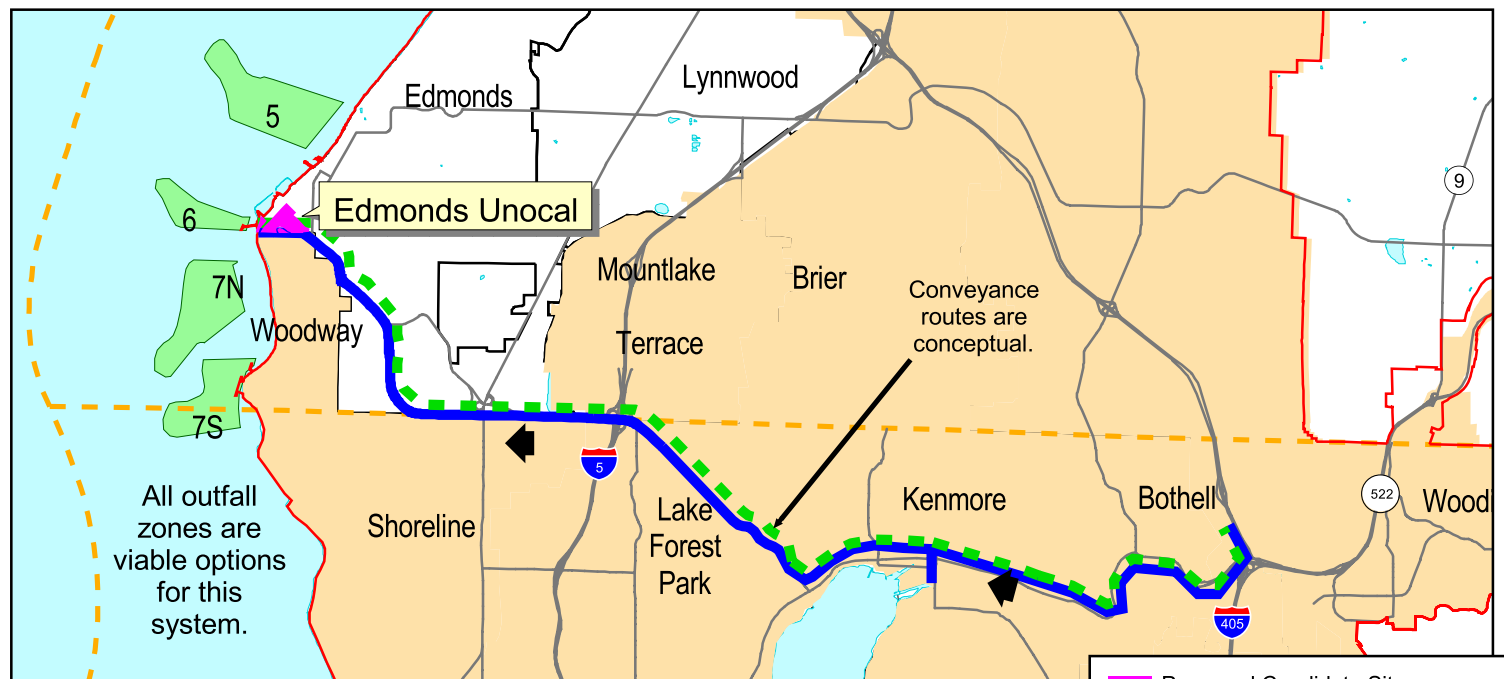 Lynnwood
Edmonds
5
9
Edmonds Unocal
6
Mountlake
Terrace
Brier
7N
Conveyance
routes are
conceptual.
Woodway
7S
5
522
All outfall
zones are
viable options
for this
system.
Shoreline
Lake
Forest
Park
Kenmore
Bothell
Woodi
405